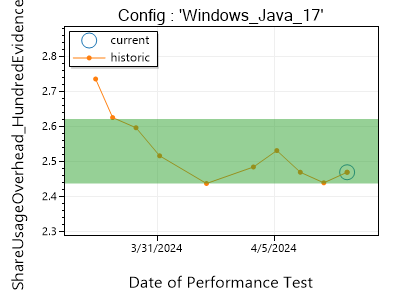 Config : 'Windows_Java_17'
current
historic
ShareUsageOverhead_HundredEvidence
2.8
2.7
2.6
2.5
2.4
2.3
3/31/2024
4/5/2024
Date of Performance Test